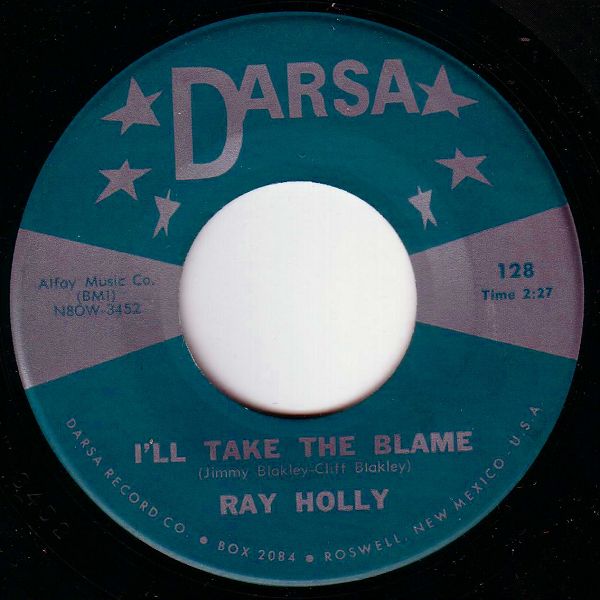 DARSA
Alfay Music Co.
(BMI)
N8OW-3452
128
Time 2:27
I'LL TAKE THE BLAME
(Jimmy Blakley-Cliff Blakley)
RAY HOLLY
DARSA RECORD CO. • BOX 2084 • ROSWELL, NEW MEXICO - U.S.A
3452